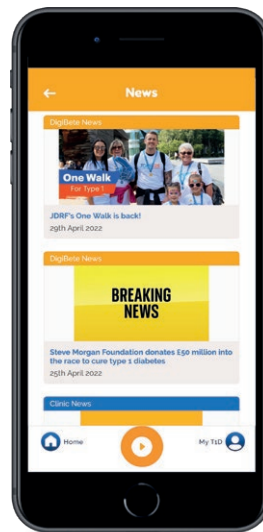 News
DigiBete News
One Walk
For Type 1
JDRF's One Walk is back!
29th April 2022
DigiBete News
BREAKING
NEWS
Steve Morgan Foundation donates £50 million into
the race to cure type 1 diabetes
25th April 2022
Clinic News
Home
My T1D